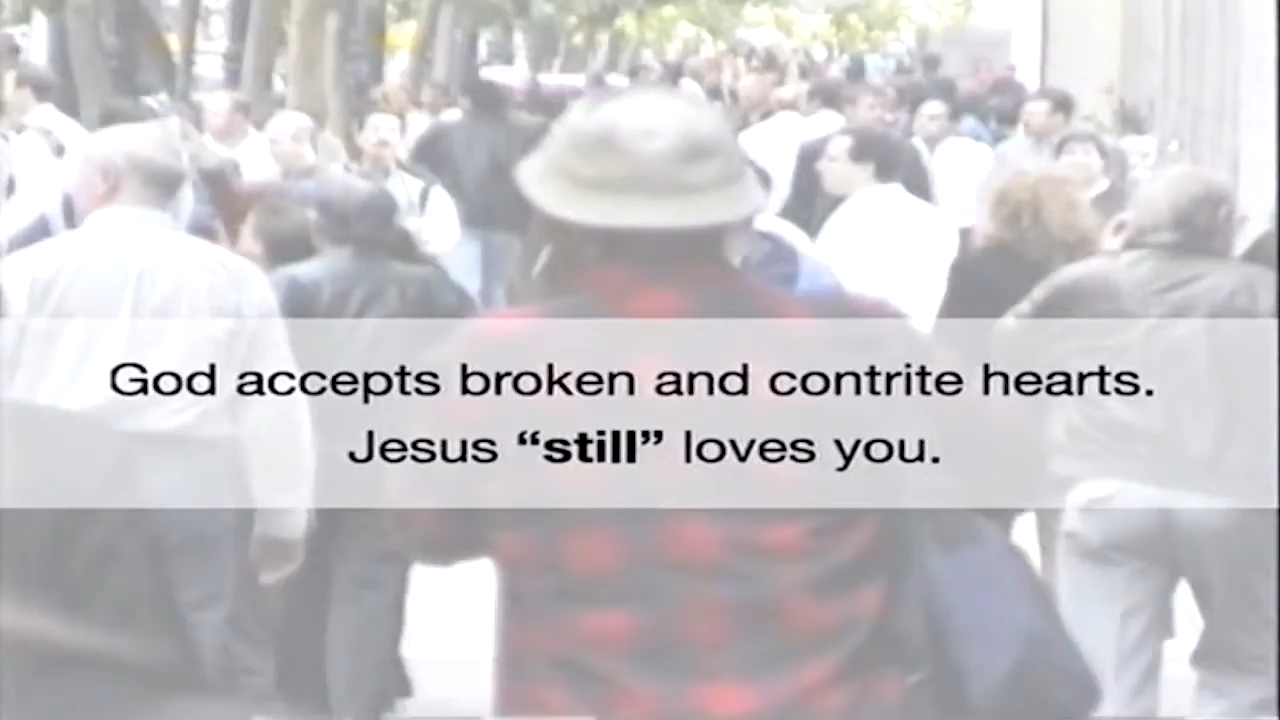 God accepts broken and contrite hearts.
Jesus “still” loves you.